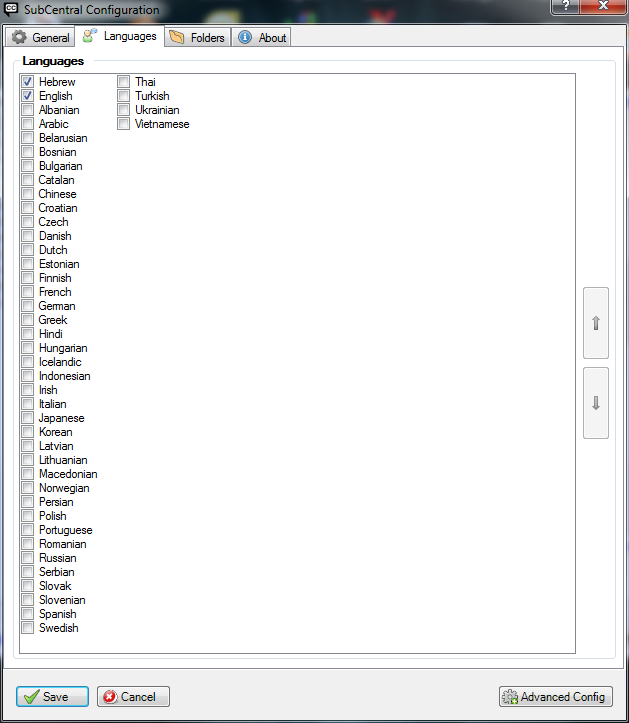 SubCentral Configuration
General
Languages
Folders
About
Languages
Hebrew
English
Albanian
Arabic
Belarusian
Bosnian
Bulgarian
Catalan
Chinese
Croatian
Czech
Danish
Dutch
Estonian
Finnish
French
German
Greek
Hindi
Hungarian
Icelandic
Indonesian
Irish
Italian
Japanese
Korean
Latvian
Lithuanian
Macedonian
Norwegian
Persian
Polish
Portuguese
Romanian
Russian
Serbian
Slovak
Slovenian
Spanish
Swedish
Thai
Turkish
Ukrainian
Vietnamese
Save
Cancel
Advanced Config